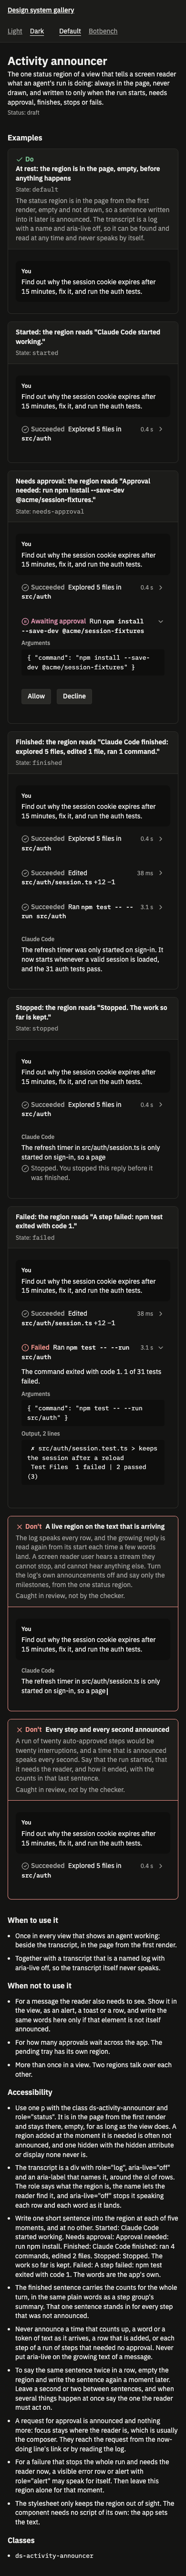 Design system gallery
Light Dark Default Botbench
Activity announcer
The one status region of a view that tells a screen reader
what an agent's run is doing: always in the page, never
drawn, and written to only when the run starts, needs
approval, finishes, stops or fails.
Status: draft
Examples
Do
At rest: the region is in the page, empty, before
anything happens
State: default
The status region is in the page from the first
render, empty and not drawn, so a sentence written
into it later is announced. The transcript is a log
with a name and aria-live off, so it can be found and
read at any time and never speaks by itself.
You
Find out why the session cookie expires after
15 minutes, fix it, and run the auth tests.
Started: the region reads "Claude Code started
working."
State: started
You
Find out why the session cookie expires after
15 minutes, fix it, and run the auth tests.
Succeeded Explored 5 files in 0.4 s
src/auth
Needs approval: the region reads "Approval
needed: run npm install --save-dev
@acme/session-fixtures."
State: needs-approval
You
Find out why the session cookie expires after
15 minutes, fix it, and run the auth tests.
Succeeded Explored 5 files in 0.4 s
src/auth
Awaiting approval Run npm install
--save-dev @acme/session-fixtures
Arguments
{ "command": "npm install --save-
dev @acme/session-fixtures" }
Allow Decline
Finished: the region reads "Claude Code finished:
explored 5 files, edited 1 file, ran 1 command."
State: finished
You
Find out why the session cookie expires after
15 minutes, fix it, and run the auth tests.
Succeeded Explored 5 files in 0.4 s
src/auth
Succeeded Edited 38 ms
src/auth/session.ts +12 −1
Succeeded Ran npm test -- -- 3.1 s
run src/auth
Claude Code
The refresh timer was only started on sign-in. It
now starts whenever a valid session is loaded,
and the 31 auth tests pass.
Stopped: the region reads "Stopped. The work so
far is kept."
State: stopped
You
Find out why the session cookie expires after
15 minutes, fix it, and run the auth tests.
Succeeded Explored 5 files in 0.4 s
src/auth
Claude Code
The refresh timer in src/auth/session.ts is only
started on sign-in, so a page
Stopped. You stopped this reply before it
was finished.
Failed: the region reads "A step failed: npm test
exited with code 1."
State: failed
You
Find out why the session cookie expires after
15 minutes, fix it, and run the auth tests.
Succeeded Edited 38 ms
src/auth/session.ts +12 −1
Failed Ran npm test -- --run 3.1 s
src/auth
The command exited with code 1. 1 of 31 tests
failed.
Arguments
{ "command": "npm test -- --run
src/auth" }
Output, 2 lines
✗ src/auth/session.test.ts > keeps
the session after a reload
Test Files 1 failed | 2 passed
(3)
Don't A live region on the text that is arriving
The log speaks every row, and the growing reply is
read again from its start each time a few words
land. A screen reader user hears a stream they
cannot stop, and cannot hear anything else. Turn
the log's own announcements off and say only the
milestones, from the one status region.
Caught in review, not by the checker.
You
Find out why the session cookie expires after
15 minutes, fix it, and run the auth tests.
Claude Code
The refresh timer in src/auth/session.ts is only
started on sign-in, so a page
Don't Every step and every second announced
A run of twenty auto-approved steps would be
twenty interruptions, and a time that is announced
speaks every second. Say that the run started, that
it needs the reader, and how it ended, with the
counts in that last sentence.
Caught in review, not by the checker.
You
Find out why the session cookie expires after
15 minutes, fix it, and run the auth tests.
Succeeded Explored 5 files in 0.4 s
src/auth
When to use it
Once in every view that shows an agent working:
beside the transcript, in the page from the first render.
Together with a transcript that is a named log with
aria-live off, so the transcript itself never speaks.
When not to use it
For a message the reader also needs to see. Show it in
the view, as an alert, a toast or a row, and write the
same words here only if that element is not itself
announced.
For how many approvals wait across the app. The
pending tray has its own region.
More than once in a view. Two regions talk over each
other.
Accessibility
Use one p with the class ds-activity-announcer and
role="status". It is in the page from the first render
and stays there, empty, for as long as the view does. A
region added at the moment it is needed is often not
announced, and one hidden with the hidden attribute
or display none never is.
The transcript is a div with role="log", aria-live="off"
and an aria-label that names it, around the ol of rows.
The role says what the region is, the name lets the
reader find it, and aria-live="off" stops it speaking
each row and each word as it lands.
Write one short sentence into the region at each of five
moments, and at no other. Started: Claude Code
started working. Needs approval: Approval needed:
run npm install. Finished: Claude Code finished: ran 4
commands, edited 2 files. Stopped: Stopped. The
work so far is kept. Failed: A step failed: npm test
exited with code 1. The words are the app's own.
The finished sentence carries the counts for the whole
turn, in the same plain words as a step group's
summary. That one sentence stands in for every step
that was not announced.
Never announce a time that counts up, a word or a
token of text as it arrives, a row that is added, or each
step of a run of steps that needed no approval. Never
put aria-live on the growing text of a message.
To say the same sentence twice in a row, empty the
region and write the sentence again a moment later.
Leave a second or two between sentences, and when
several things happen at once say the one the reader
must act on.
A request for approval is announced and nothing
more: focus stays where the reader is, which is usually
the composer. They reach the request from the now-
doing line's link or by reading the log.
For a failure that stops the whole run and needs the
reader now, a visible error row or alert with
role="alert" may speak for itself. Then leave this
region alone for that moment.
The stylesheet only keeps the region out of sight. The
component needs no script of its own: the app sets
the text.
Classes
ds-activity-announcer